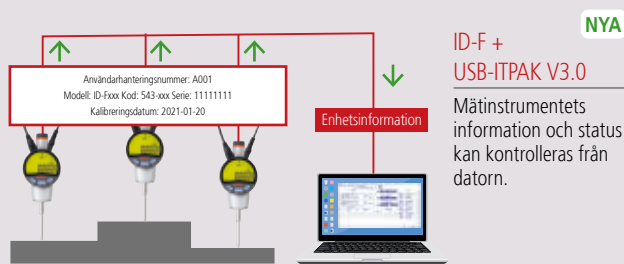 NYA
ID-F +
USB-ITPAK V3.0
Mätinstrumentets
information och status
kan kontrolleras från
datorn.
Användarhanteringsnummer: A001
Modell: ID-Fxxx Kod: 543-xxx Serie: 11111111
Kalibreringsdatum: 2021-01-20
Enhetsinformation